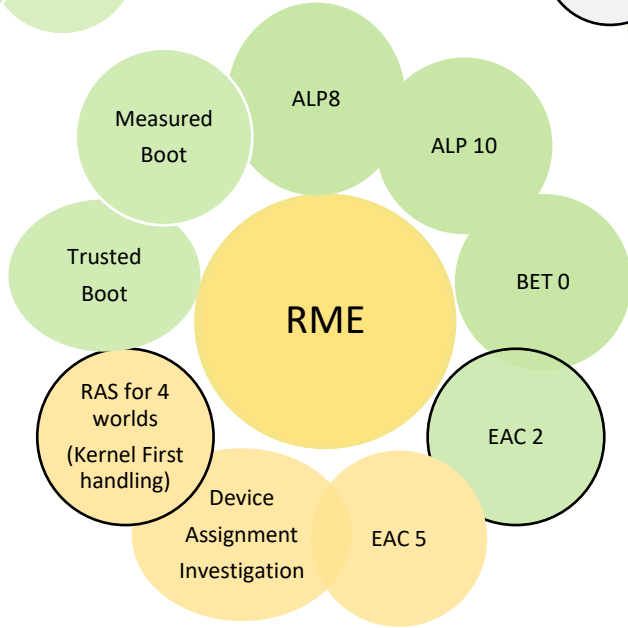 ALP8
Measured
Boot
ALP 10
Trusted
Boot
BET 0
RME
RAS for 4
worlds
(Kernel First
handling)
EAC 2
Device
Assignment
Investigation
EAC 5